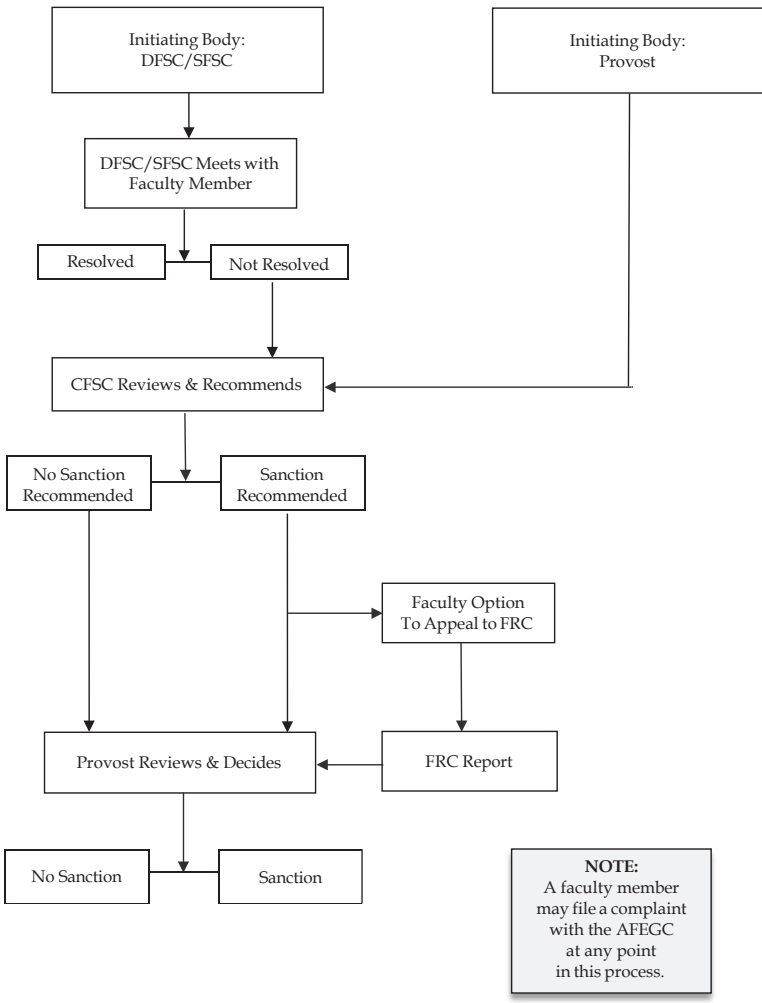 Initiating Body:
DFSC/SFSC
Initiating Body:
Provost
DFSC/SFSC Meets with
Faculty Member
Resolved
Not Resolved
CFSC Reviews & Recommends
No Sanction
Recommended
Sanction
Recommended
Faculty Option
To Appeal to FRC
Provost Reviews & Decides
FRC Report
No Sanction
Sanction
NOTE:
A faculty member
may file a complaint
with the AFEGC
at any point
in this process.